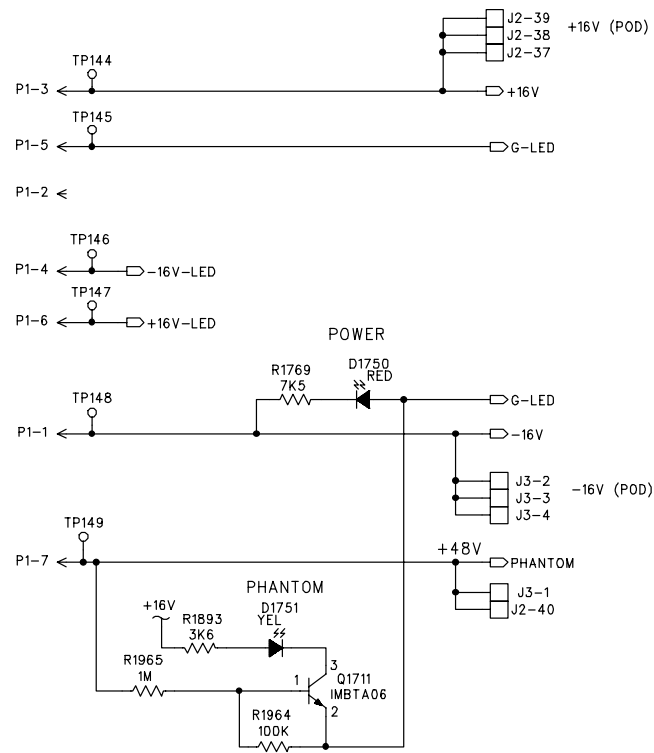 J2-39
J2-38
+16V (POD)
J2-37
TP144
P1-3
+16V
TP145
P1-5
G-LED
P1-2
TP146
P1-4
-16V-LED
TP147
P1-6
+16V-LED
POWER
R1769
7K5
D1750
RED
G-LED
TP148
P1-1
-16V
J3-2
J3-3
-16V (POD)
J3-4
TP149
P1-7
+48V
PHANTOM
J3-1
J2-40
PHANTOM
+16V
R1893
3K6
D1751
YEL
R1965
1M
3
1
2
Q1711
IMBTA06
R1964
100K